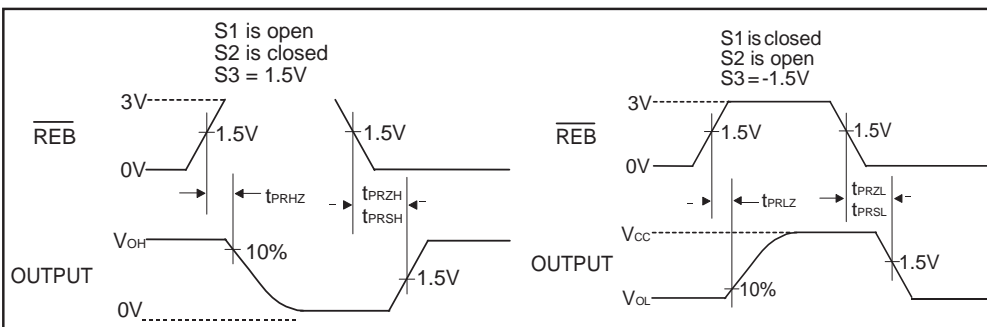 S1 is open
S2 is closed
S3 = 1.5V
3V
REB
1.5V
1.5V
0V
tPRHZ
tPRZH
tPRSH
VOH
10%
OUTPUT
1.5V
0V
S1 is closed
S2 is open
S3 = -1.5V
3V
REB
1.5V
1.5V
0V
tPRLZ
tPRZL
tPRSL
VCC
OUTPUT
1.5V
10%
VOL